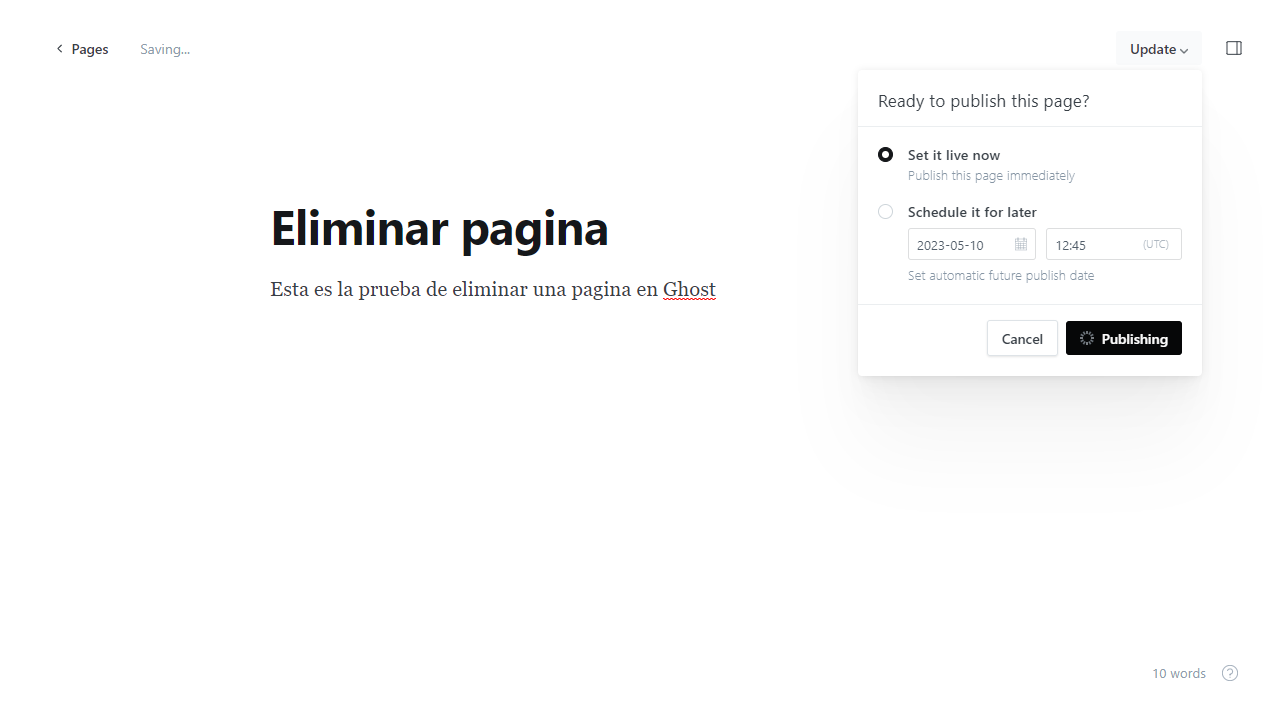 Pages
Saving...
Update
Ready to publish this page?
Set it live now
Publish this page immediately
Schedule it for later
2023-05-10
12:45
(UTC)
Set automatic future publish date
Cancel
Publishing
Eliminar pagina
Esta es la prueba de eliminar una pagina en Ghost
10 words
?